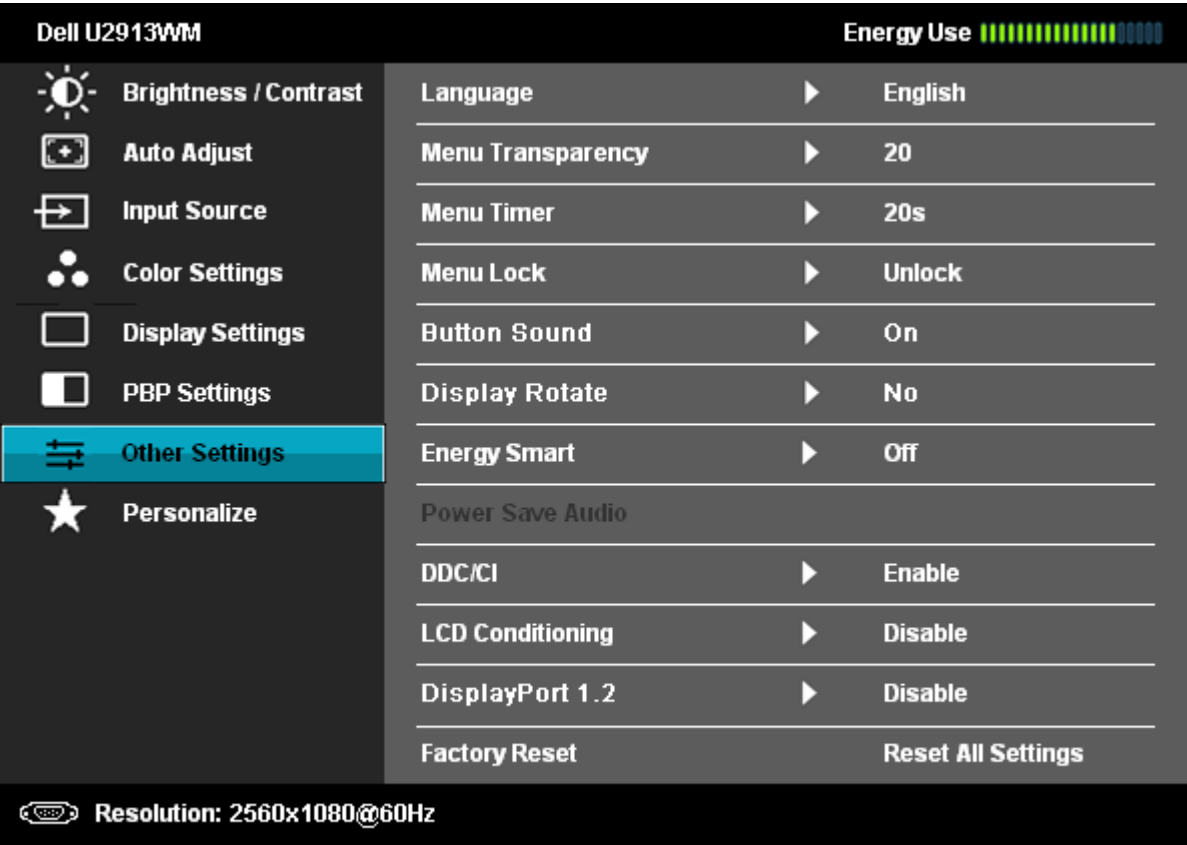 Dell U2913WM
Energy Use
Brightness / Contrast
Auto Adjust
Input Source
Color Settings
Display Settings
PBP Settings
Other Settings
Personalize
Language English
Menu Transparency 20
Menu Timer 20s
Menu Lock Unlock
Button Sound On
Display Rotate No
Energy Smart Off
Power Save Audio
DDC/CI Enable
LCD Conditioning Disable
DisplayPort 1.2 Disable
Factory Reset Reset All Settings
Resolution: 2560x1080@60Hz